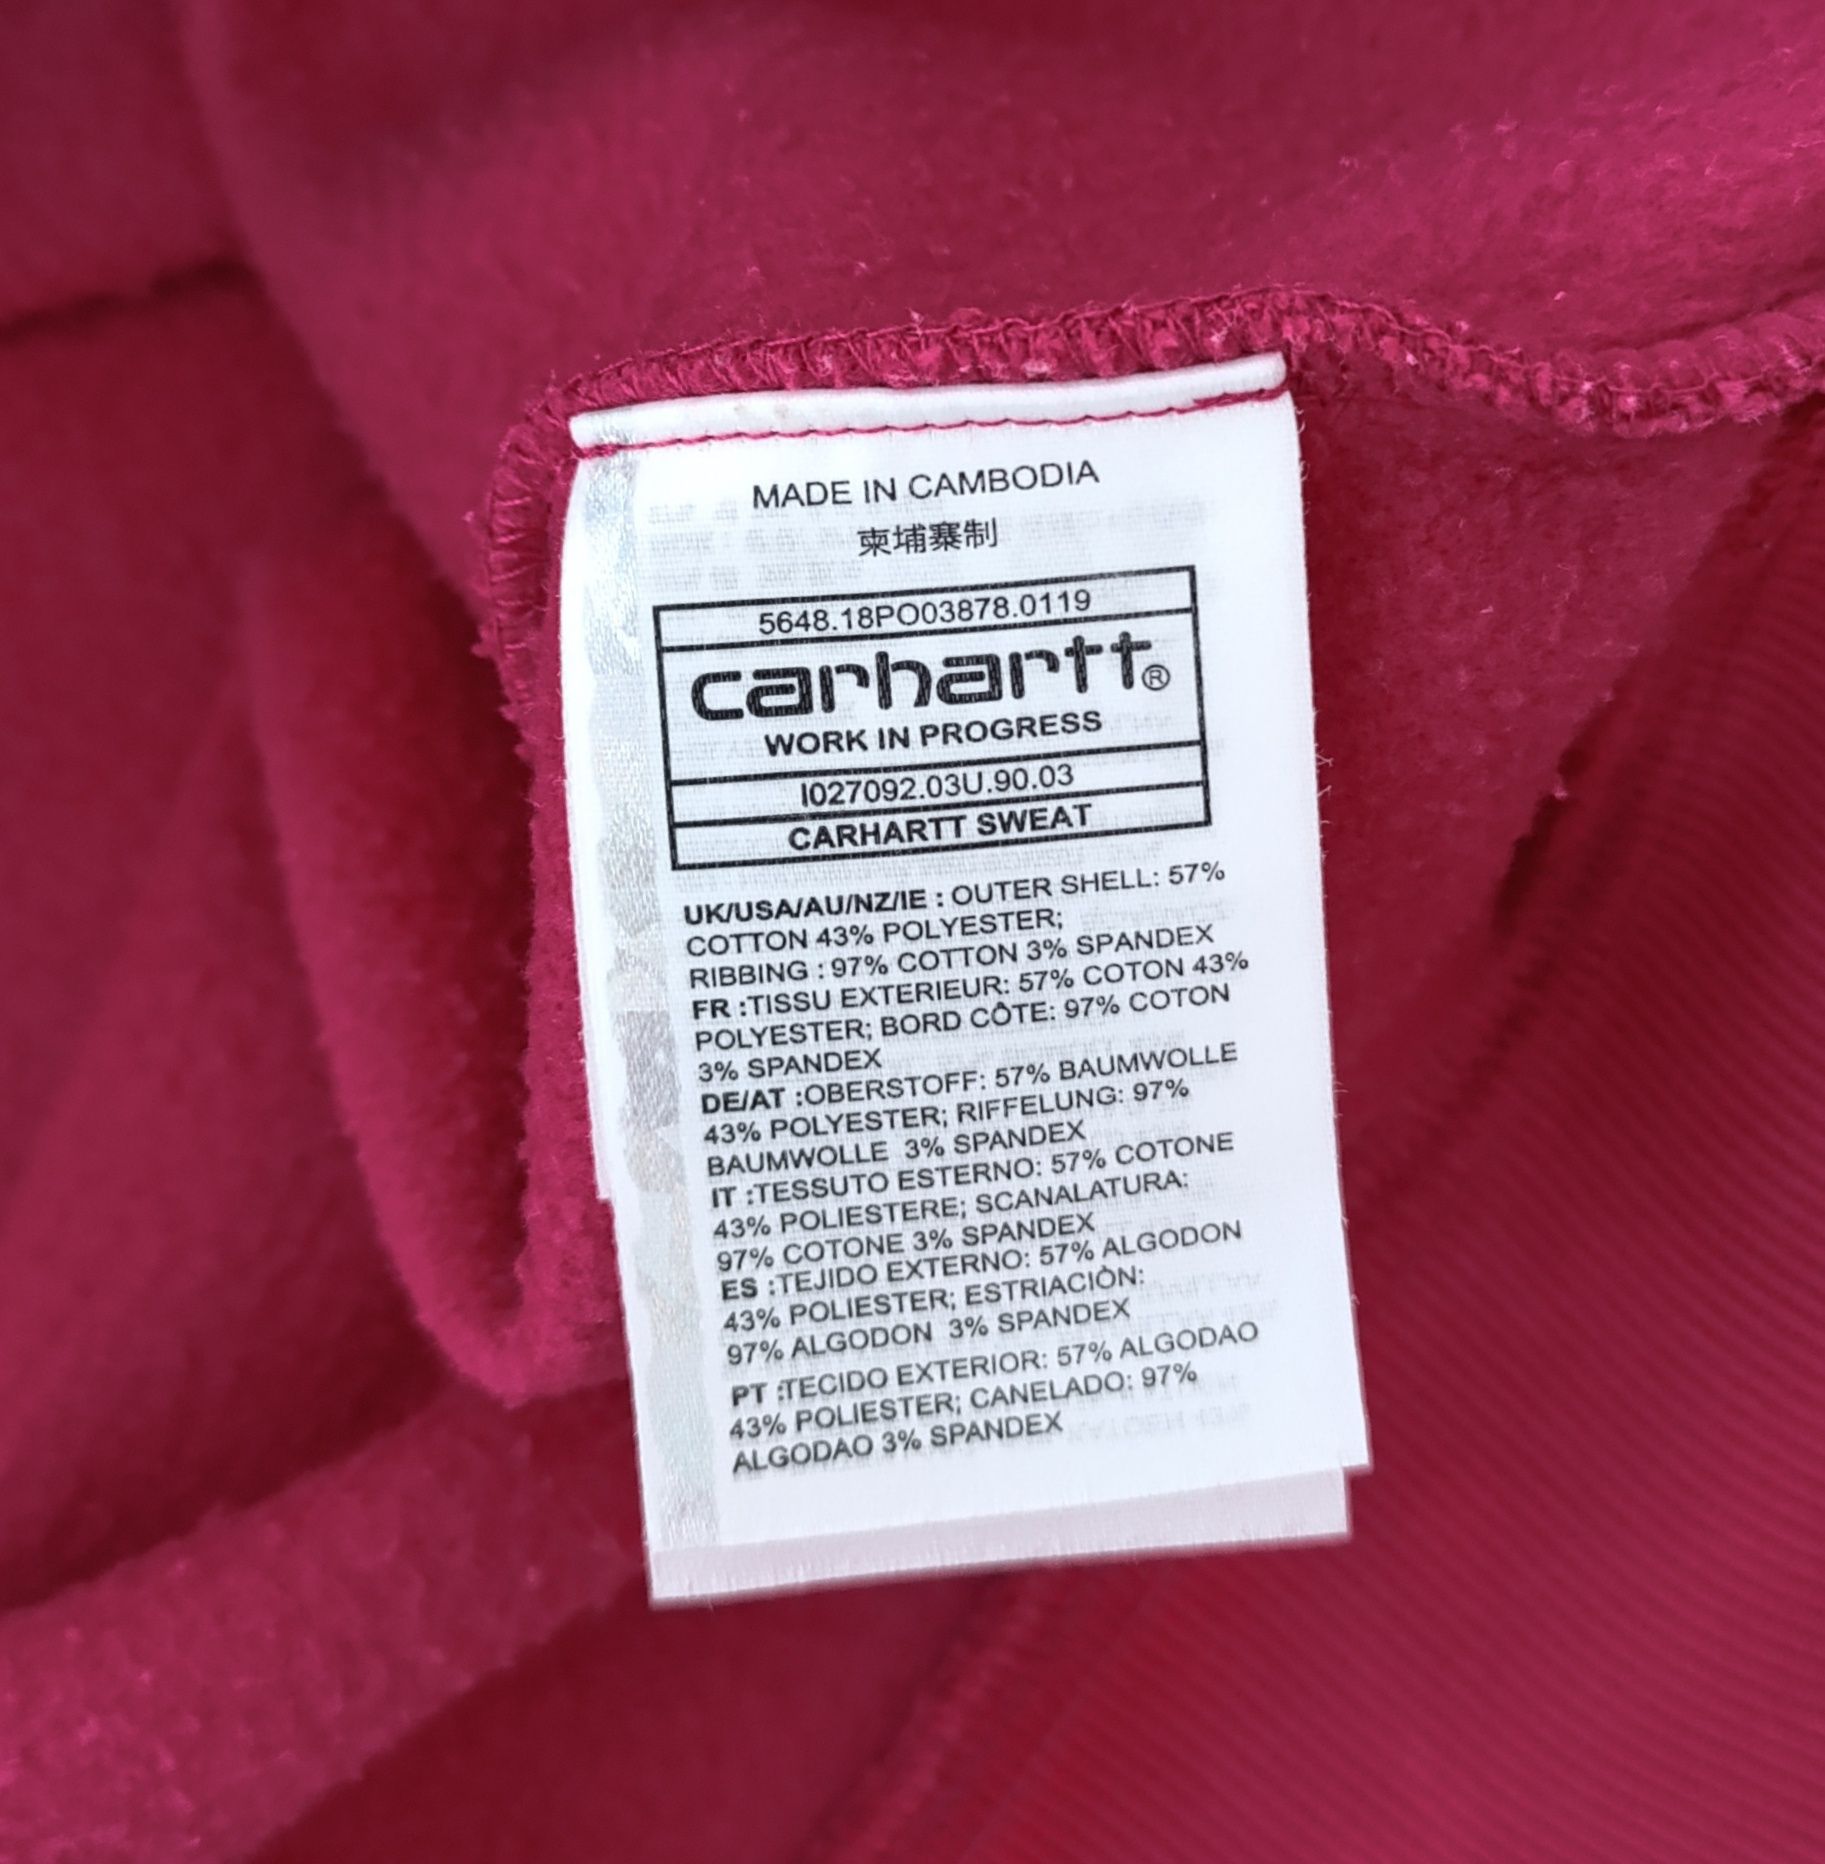 MADE IN CAMBODIA
柬埔寨制
5648.18PO03878.0119
carhartt®
WORK IN PROGRESS
I027092.03U.90.03
CARHARTT SWEAT
UK/USA/AU/NZ/IE : OUTER SHELL: 57%
COTTON 43% POLYESTER;
RIBBING : 97% COTTON 3% SPANDEX
FR :TISSU EXTERIEUR: 57% COTON 43%
POLYESTER; BORD CÔTE: 97% COTON
3% SPANDEX
DE/AT :OBERSTOFF: 57% BAUMWOLLE
43% POLYESTER; RIFFELUNG: 97%
BAUMWOLLE 3% SPANDEX
IT :TESSUTO ESTERNO: 57% COTONE
43% POLIESTERE; SCANALATURA:
97% COTONE 3% SPANDEX
ES :TEJIDO EXTERNO: 57% ALGODON
43% POLIESTER; ESTRIACIÒN:
97% ALGODON 3% SPANDEX
PT :TECIDO EXTERIOR: 57% ALGODAO
43% POLIESTER; CANELADO: 97%
ALGODAO 3% SPANDEX